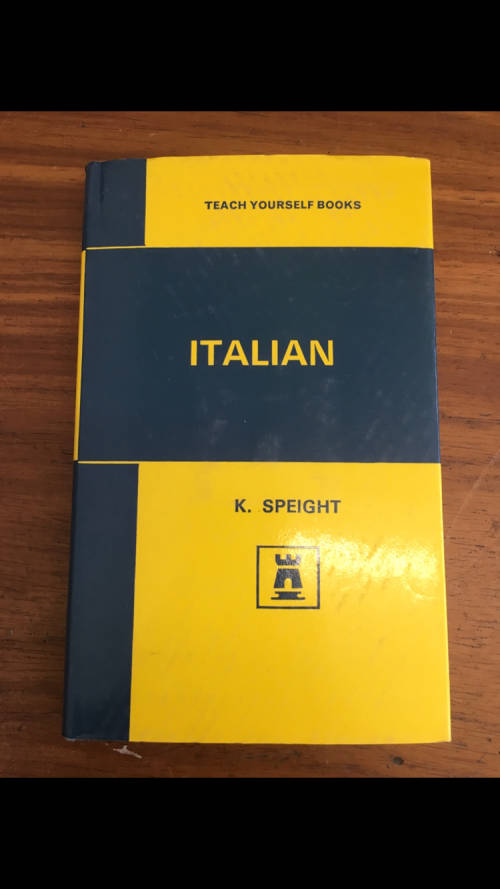 TEACH YOURSELF BOOKS
ITALIAN
K. SPEIGHT